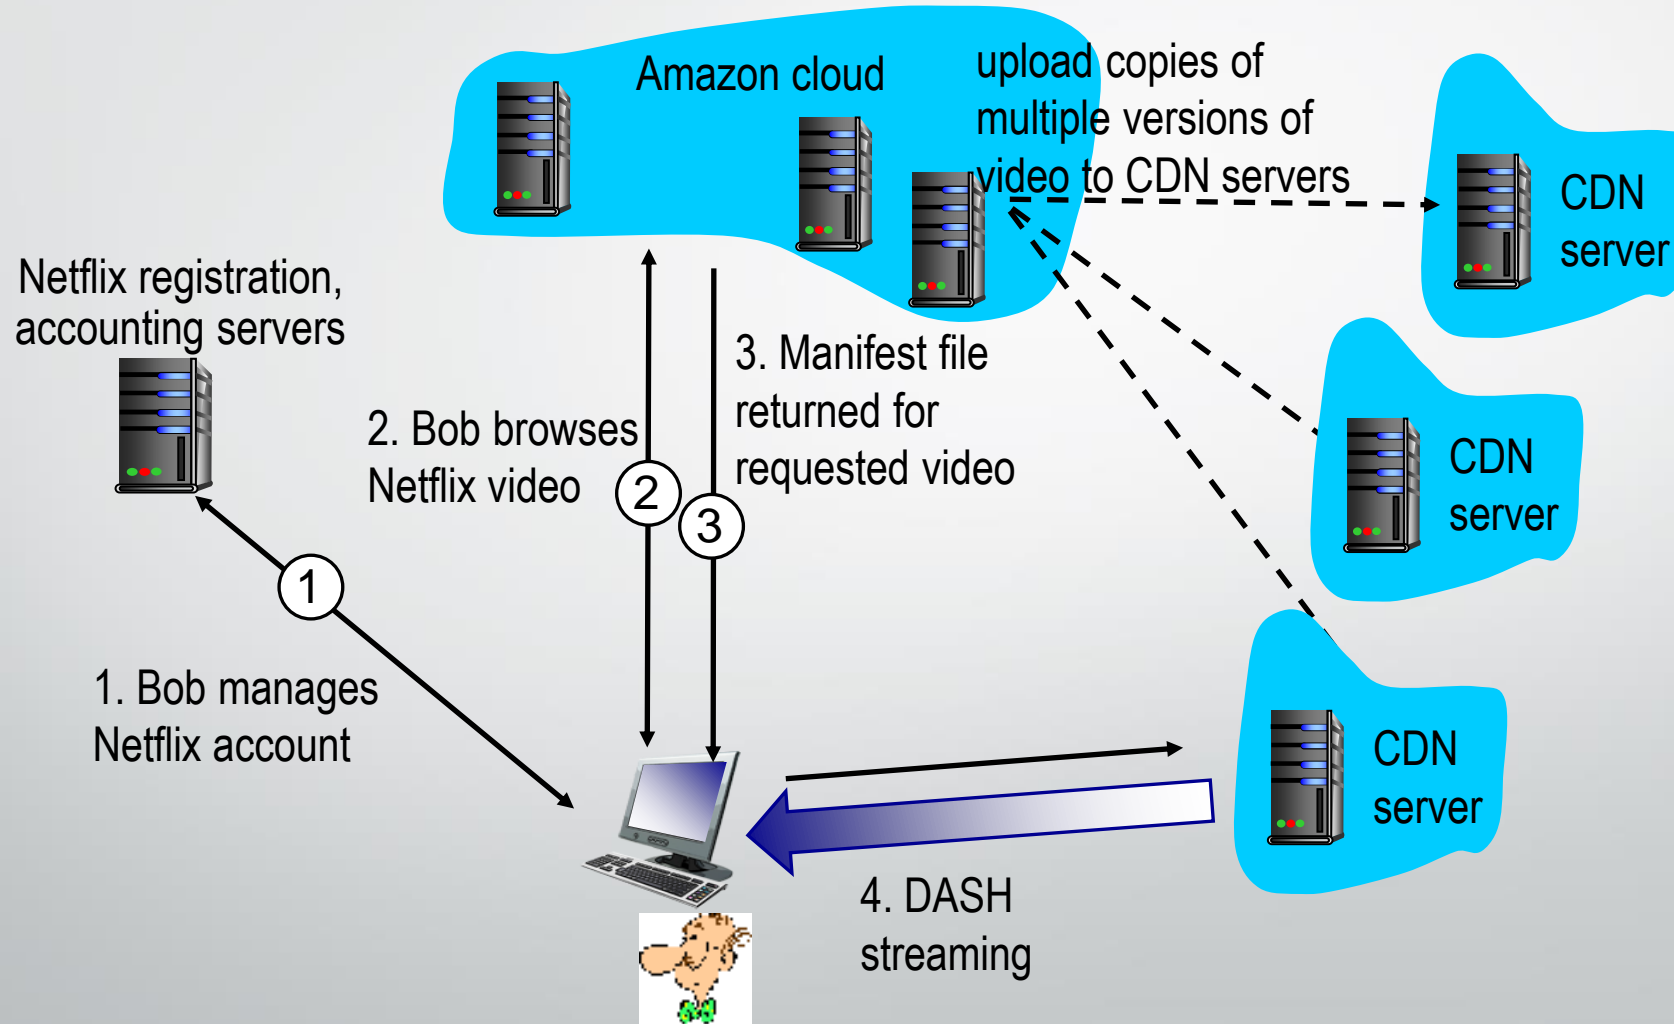 Amazon cloud
upload copies of
multiple versions of
video to CDN servers
CDN
server
Netflix registration,
accounting servers
2. Bob browses
Netflix video
3. Manifest file
returned for
requested video
2
3
CDN
server
1
1. Bob manages
Netflix account
CDN
server
4. DASH
streaming